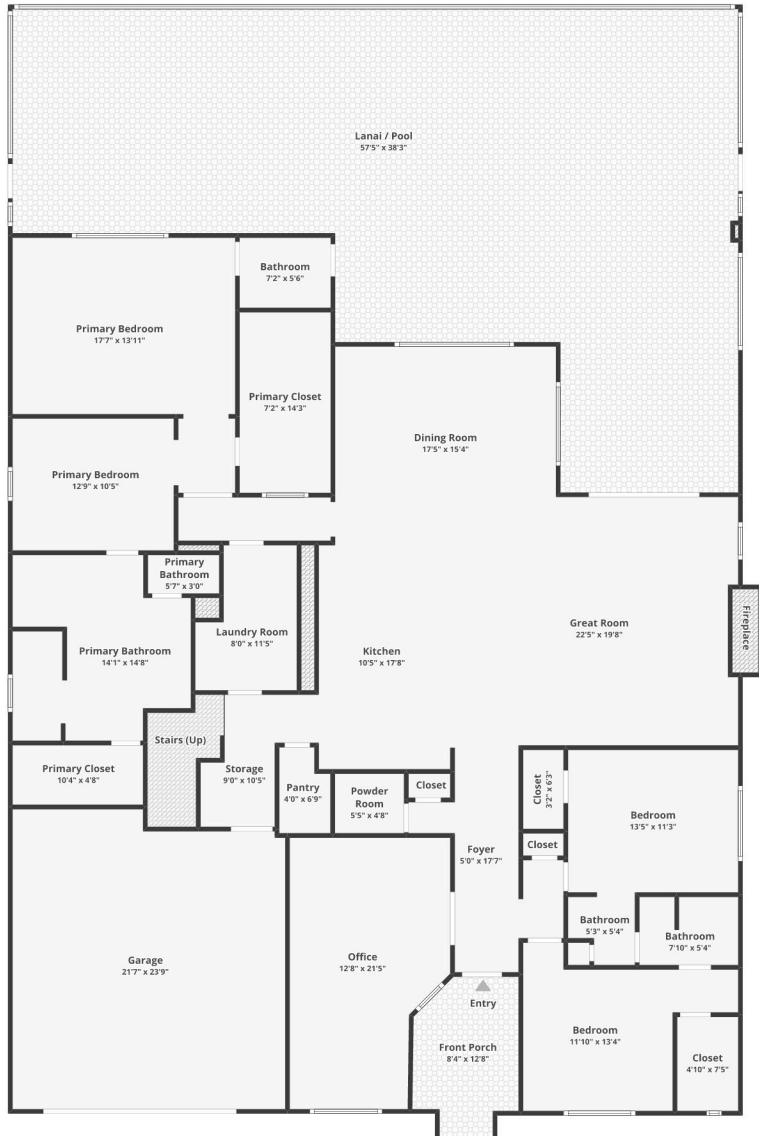 Lanai / Pool
57'5" x 38'3"
Bathroom
7'2" x 5'6"
Primary Bedroom
17'7" x 13'11"
Primary Closet
7'2" x 14'3"
Dining Room
17'5" x 15'4"
Primary Bedroom
12'9" x 10'5"
Primary
Bathroom
5'7" x 3'0"
Laundry Room
8'0" x 11'5"
Primary Bathroom
14'1" x 14'8"
Kitchen
10'5" x 17'8"
Great Room
22'5" x 19'8"
Fireplace
Stairs (Up)
Primary Closet
10'4" x 4'8"
Storage
9'0" x 10'5"
Pantry
4'0" x 6'9"
Powder
Room
5'5" x 4'8"
Closet
Closet
3'2" x 6'3"
Bedroom
13'5" x 11'3"
Closet
Foyer
5'0" x 17'7"
Bathroom
5'3" x 5'4"
Bathroom
7'10" x 5'4"
Garage
21'7" x 23'9"
Office
12'8" x 21'5"
Entry
Front Porch
8'4" x 12'8"
Bedroom
11'10" x 13'4"
Closet
4'10" x 7'5"